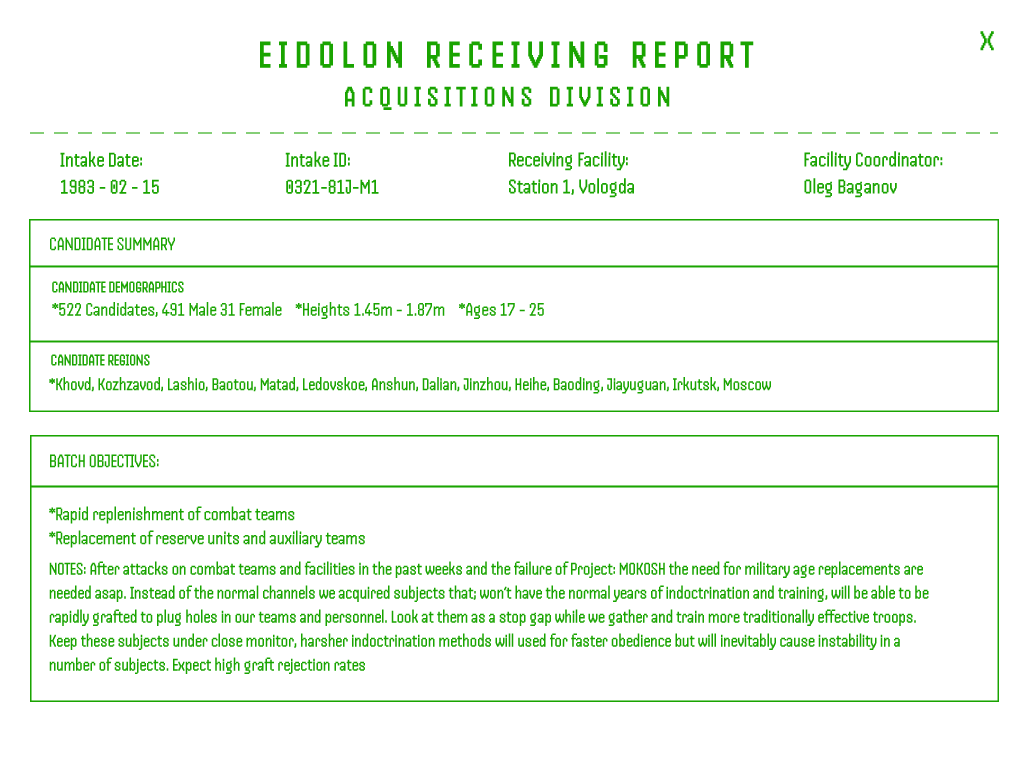 EIDOLON RECEIVING REPORT
X
ACQUISITIONS DIVISION
Intake Date: Intake ID: Receiving Facility: Facility Coordinator:
1983 - 02 - 15 0321-81J-M1 Station 1, Vologda Oleg Baganov
CANDIDATE SUMMARY
CANDIDATE DEMOGRAPHICS
*522 Candidates, 491 Male 31 Female *Heights 1.45m - 1.87m *Ages 17 - 25
CANDIDATE REGIONS
*Khovd, Kozhzavod, Lashio, Baotou, Matad, Ledovskoe, Anshun, Dalian, Jinzhou, Heihe, Baoding, Jiayuguan, Irkutsk, Moscow
BATCH OBJECTIVES:
*Rapid replenishment of combat teams
*Replacement of reserve units and auxiliary teams
NOTES: After attacks on combat teams and facilities in the past weeks and the failure of Project: MOKOSH the need for military age replacements are
needed asap. Instead of the normal channels we acquired subjects that; won't have the normal years of indoctrination and training, will be able to be
rapidly grafted to plug holes in our teams and personnel. Look at them as a stop gap while we gather and train more traditionally effective troops.
Keep these subjects under close monitor, harsher indoctrination methods will used for faster obedience but will inevitably cause instability in a
number of subjects. Expect high graft rejection rates